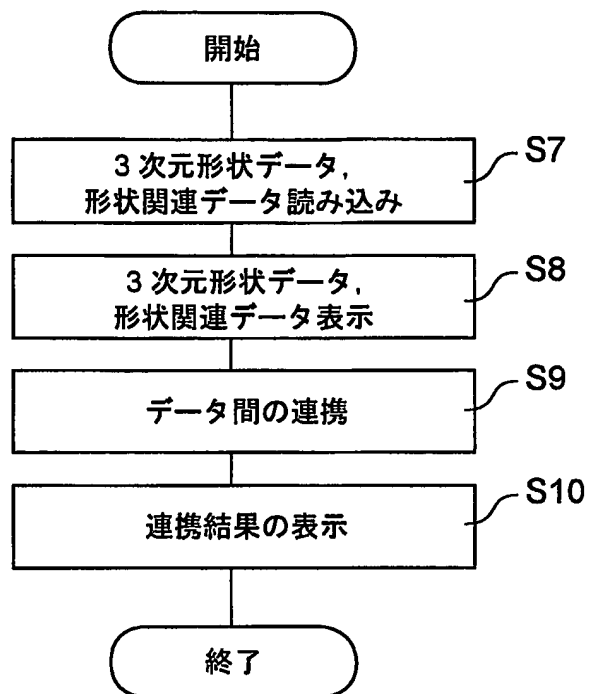 開始
S7
3次元形状データ,
形状関連データ読み込み
S8
3次元形状データ,
形状関連データ表示
S9
データ間の連携
S10
連携結果の表示
終了